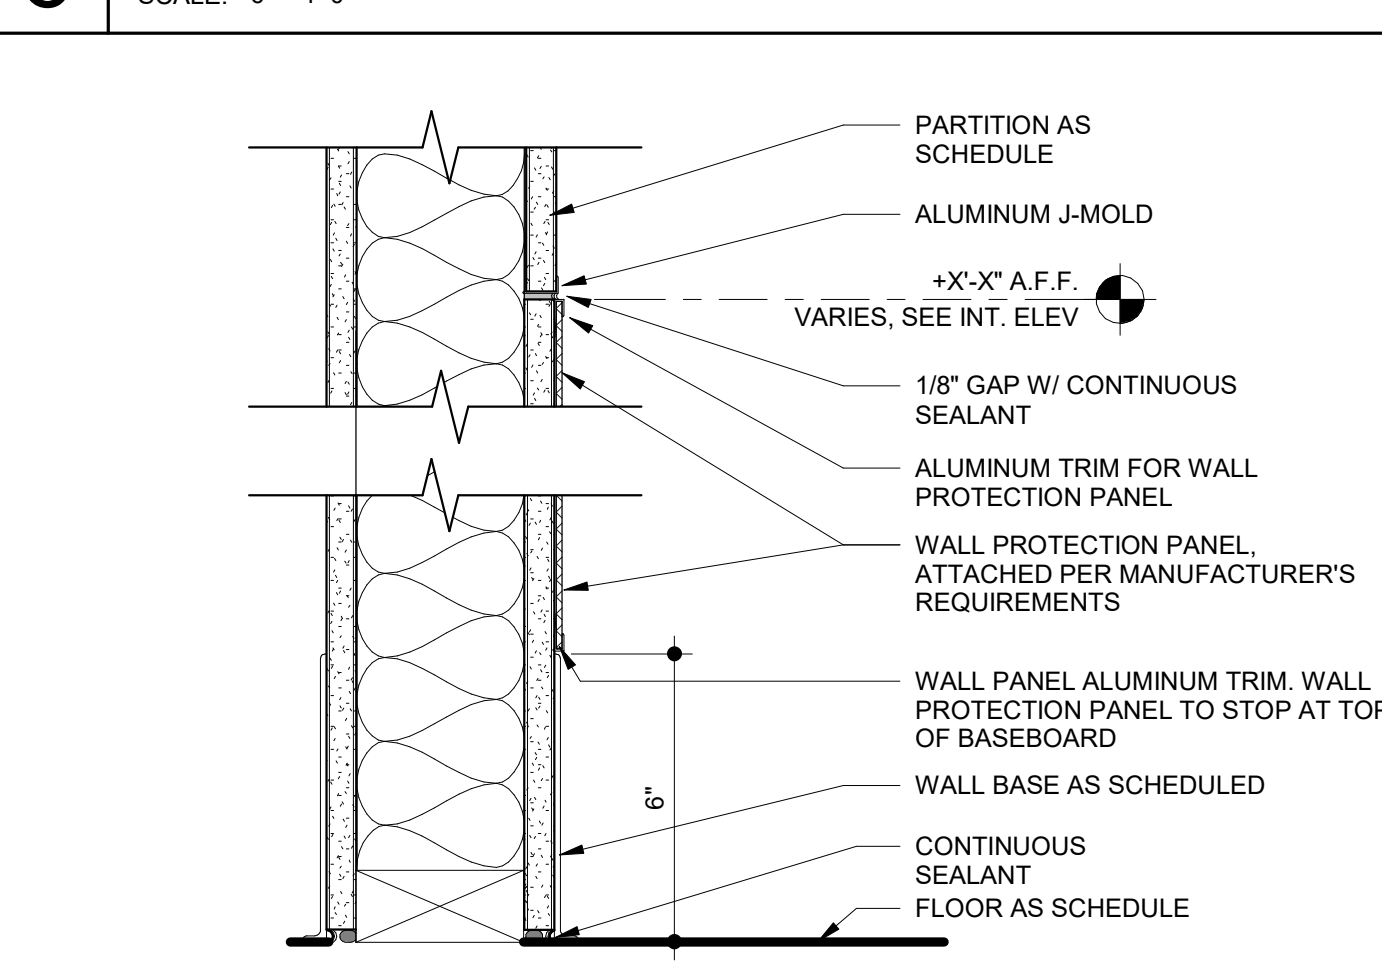 SCALE:
PARTITION AS
SCHEDULE
ALUMINUM J-MOLD
+X'-X" A.F.F.
VARIES, SEE INT. ELEV
1/8" GAP W/ CONTINUOUS
SEALANT
ALUMINUM TRIM FOR WALL
PROTECTION PANEL
WALL PROTECTION PANEL,
ATTACHED PER MANUFACTURER'S
REQUIREMENTS
WALL PANEL ALUMINUM TRIM. WALL
PROTECTION PANEL TO STOP AT TOP
OF BASEBOARD
6"
WALL BASE AS SCHEDULED
CONTINUOUS
SEALANT
FLOOR AS SCHEDULE